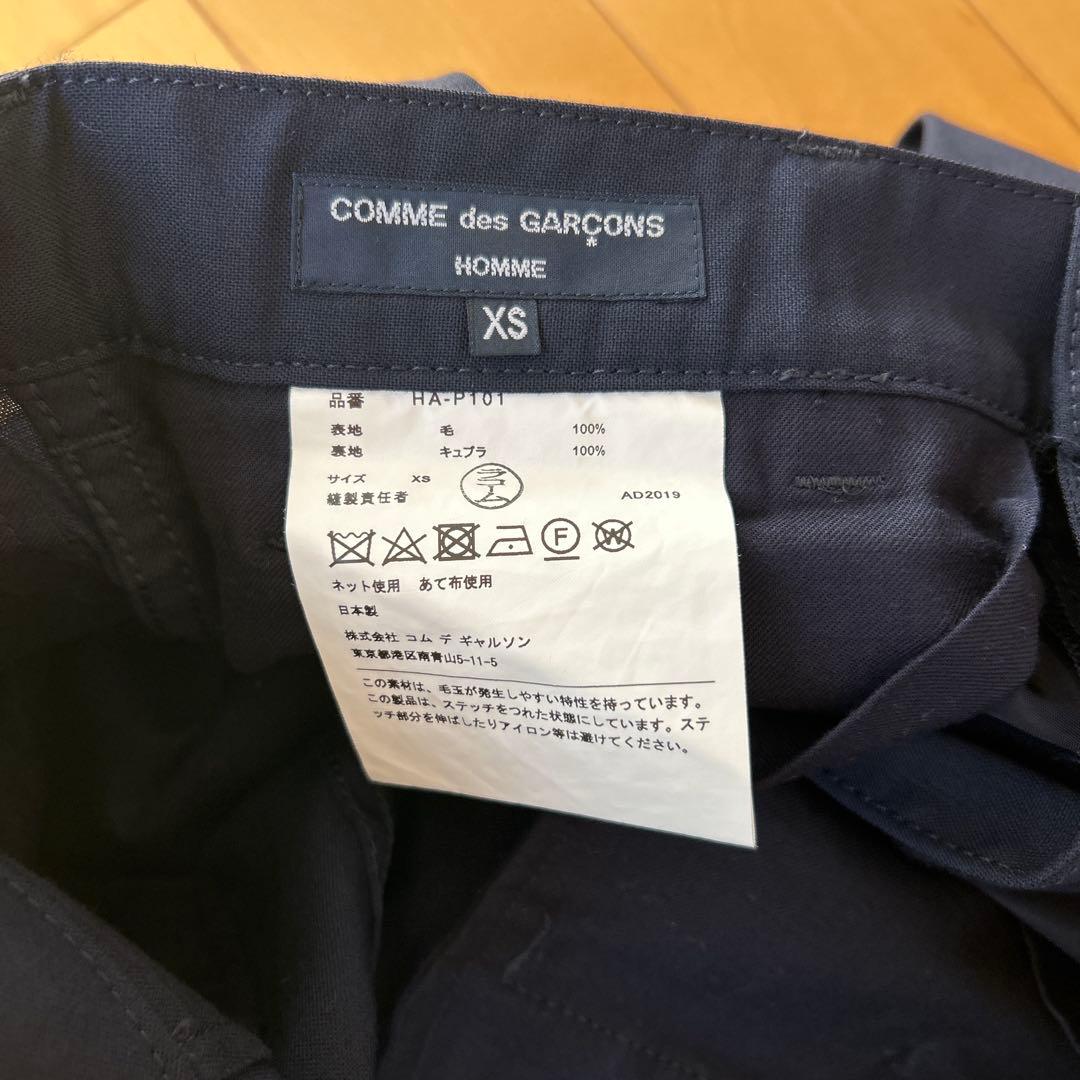 COMME des GARÇONS
HOMME
XS
品番 HA-P101
表地 毛 100%
裏地 キュプラ 100%
サイズ XS
縫製責任者 AD2019
F
W
ネット使用 あて布使用
日本製
株式会社 コム デ ギャルソン
東京都港区南青山5-11-5
この素材は、毛玉が発生しやすい特性を持っています。
この製品は、ステッチをつれた状態にしています。ステ
ッチ部分を伸ばしたりアイロン等は避けてください。